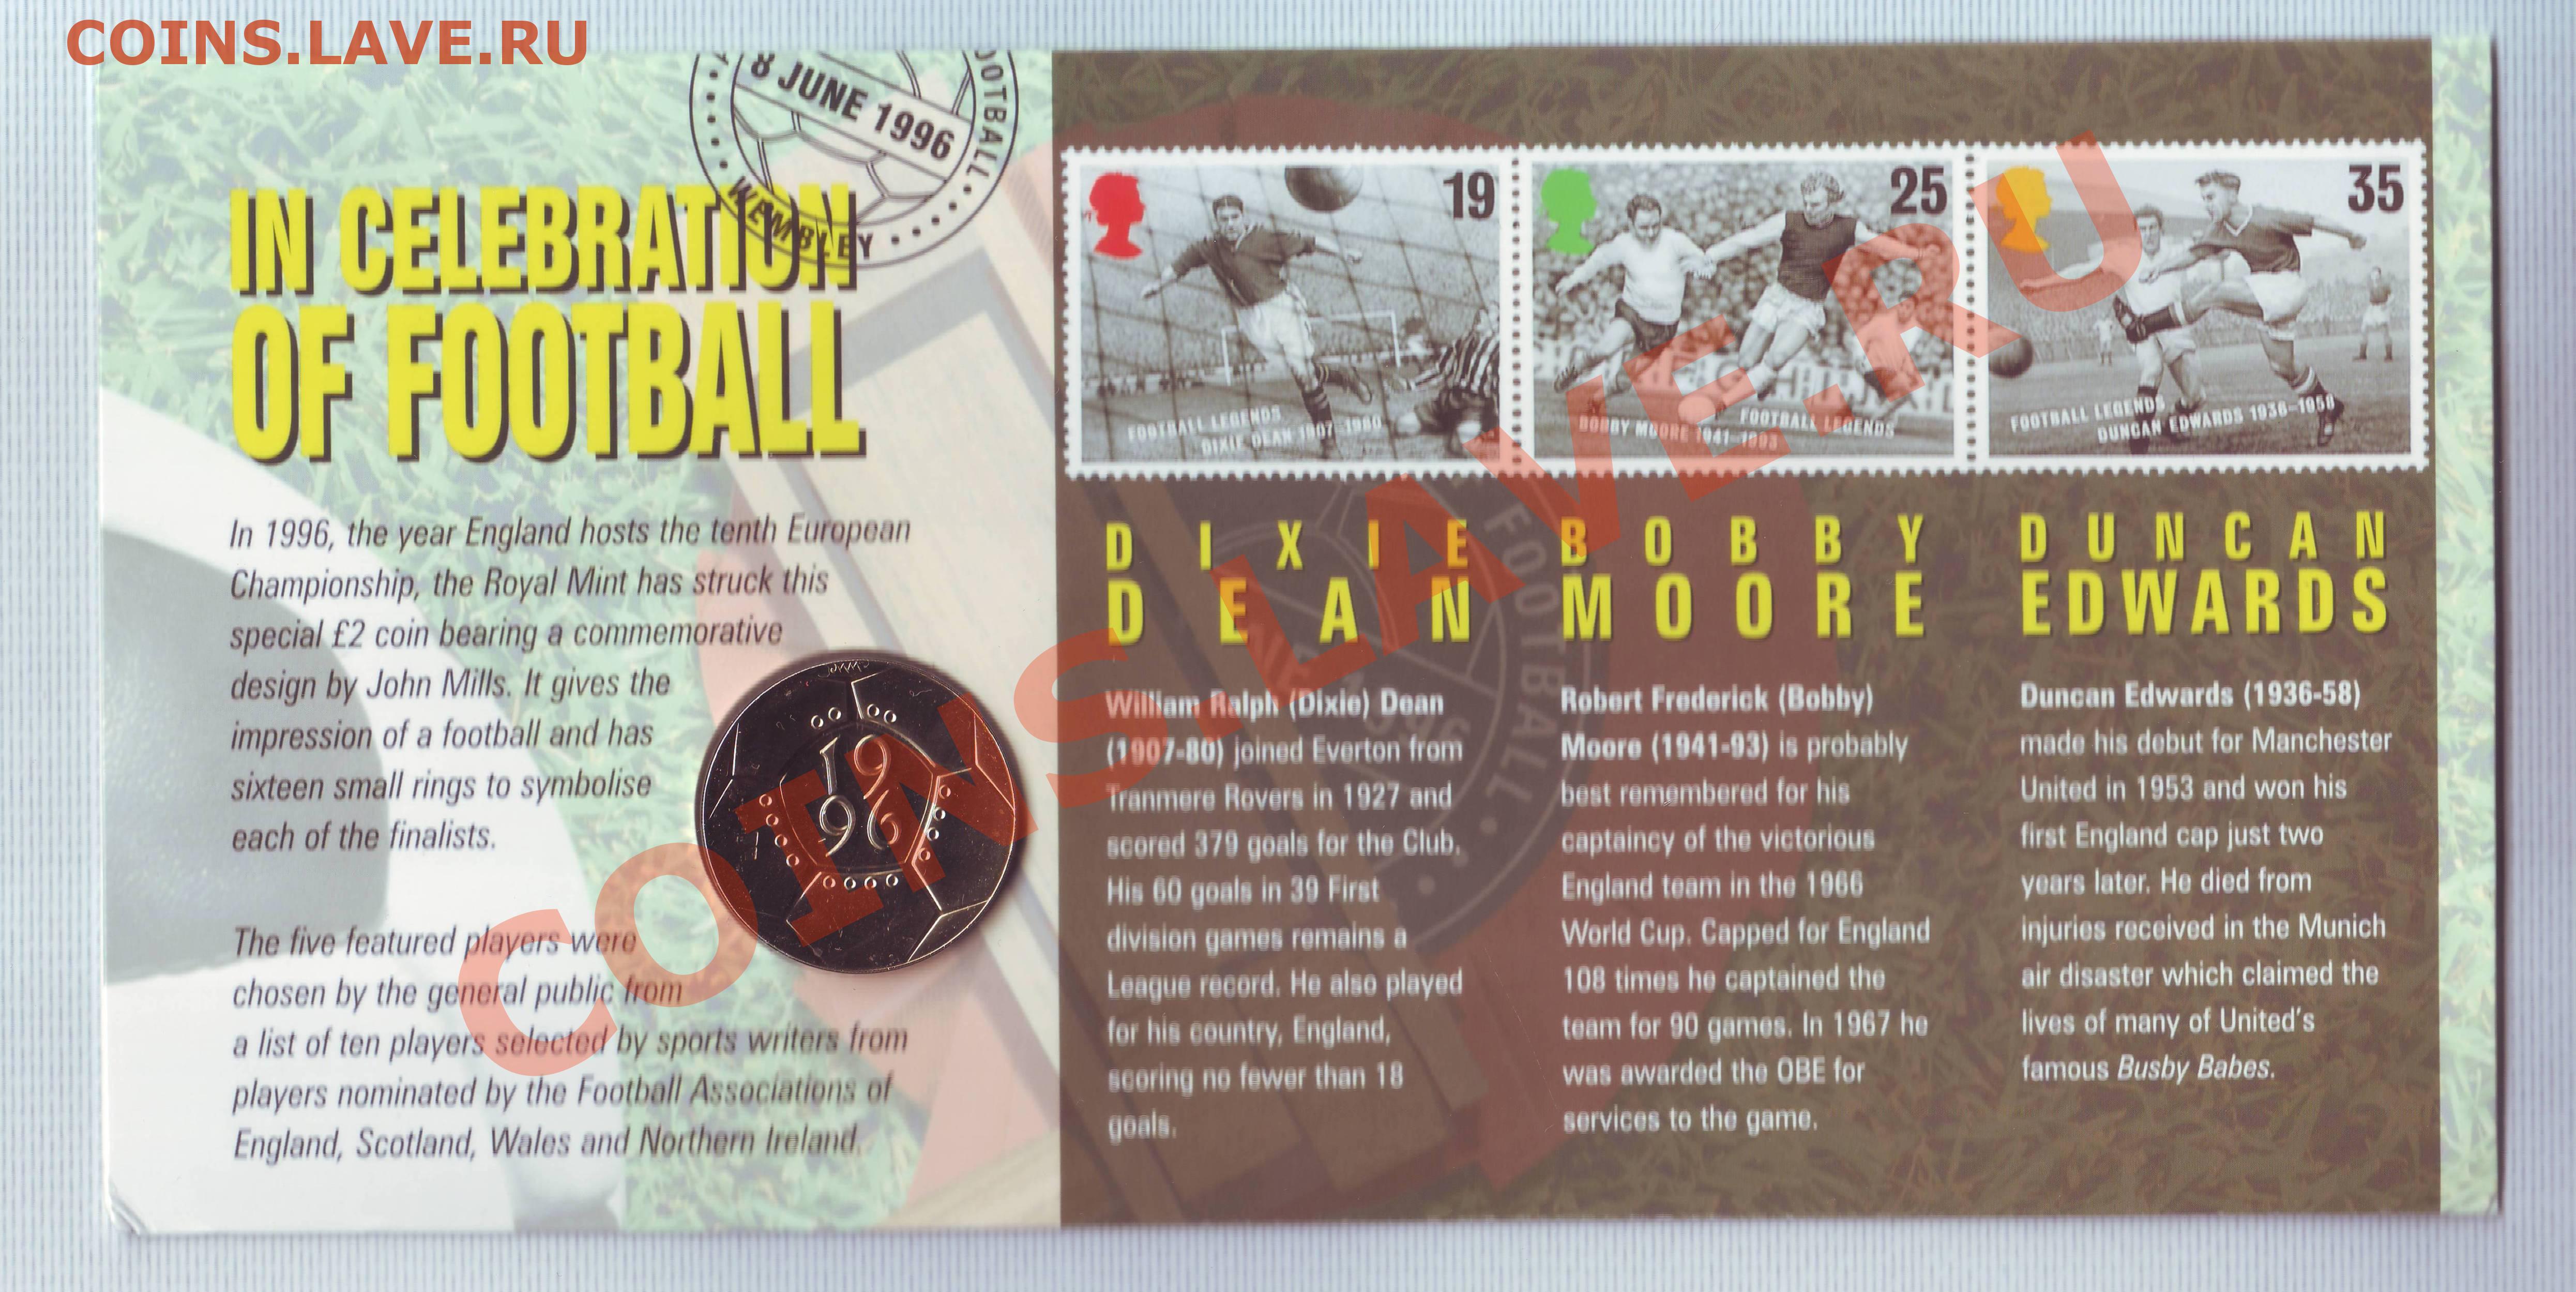 COINS.LAVE.RU
8 JUNE 1996
FOOTBALL
WEMBLEY
IN CELEBRATION
OF FOOTBALL
In 1996, the year England hosts the tenth European
Championship, the Royal Mint has struck this
special £2 coin bearing a commemorative
design by John Mills. It gives the
impression of a football and has
sixteen small rings to symbolise
each of the finalists.
The five featured players were
chosen by the general public from
a list of ten players selected by sports writers from
players nominated by the Football Associations of
England, Scotland, Wales and Northern Ireland.
19
96
19
FOOTBALL LEGENDS
DIXIE DEAN 1907–1980
25
FOOTBALL LEGENDS
BOBBY MOORE 1941–1993
35
FOOTBALL LEGENDS
DUNCAN EDWARDS 1936–1958
DIXIE
DEAN
William Ralph (Dixie) Dean
(1907-80) joined Everton from
Tranmere Rovers in 1927 and
scored 379 goals for the Club.
His 60 goals in 39 First
division games remains a
League record. He also played
for his country, England,
scoring no fewer than 18
goals.
BOBBY
MOORE
Robert Frederick (Bobby)
Moore (1941-93) is probably
best remembered for his
captaincy of the victorious
England team in the 1966
World Cup. Capped for England
108 times he captained the
team for 90 games. In 1967 he
was awarded the OBE for
services to the game.
DUNCAN
EDWARDS
Duncan Edwards (1936-58)
made his debut for Manchester
United in 1953 and won his
first England cap just two
years later. He died from
injuries received in the Munich
air disaster which claimed the
lives of many of United's
famous Busby Babes.
FOOTBALL
COINS.LAVE.RU